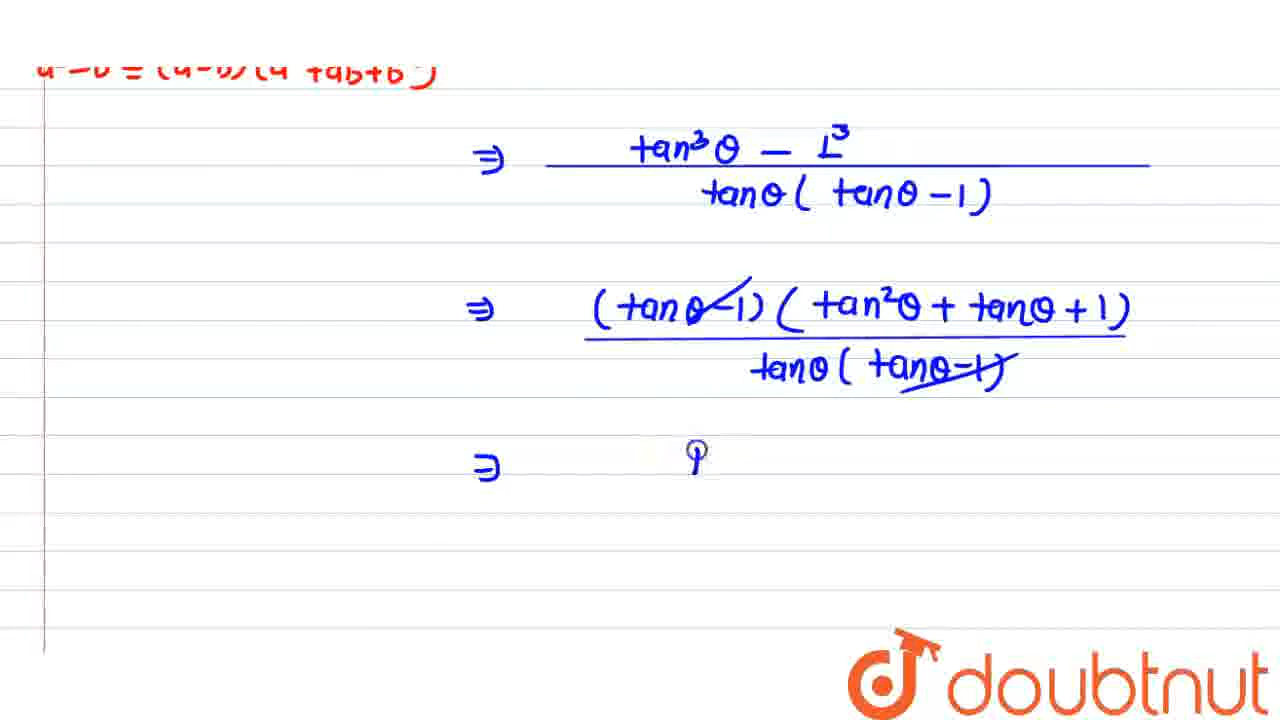 ⇒ tan³θ − 1³
tanθ( tanθ − 1)
⇒ (tanθ − 1)( tan²θ + tanθ + 1)
tanθ( tanθ − 1)
⇒
doubtnut